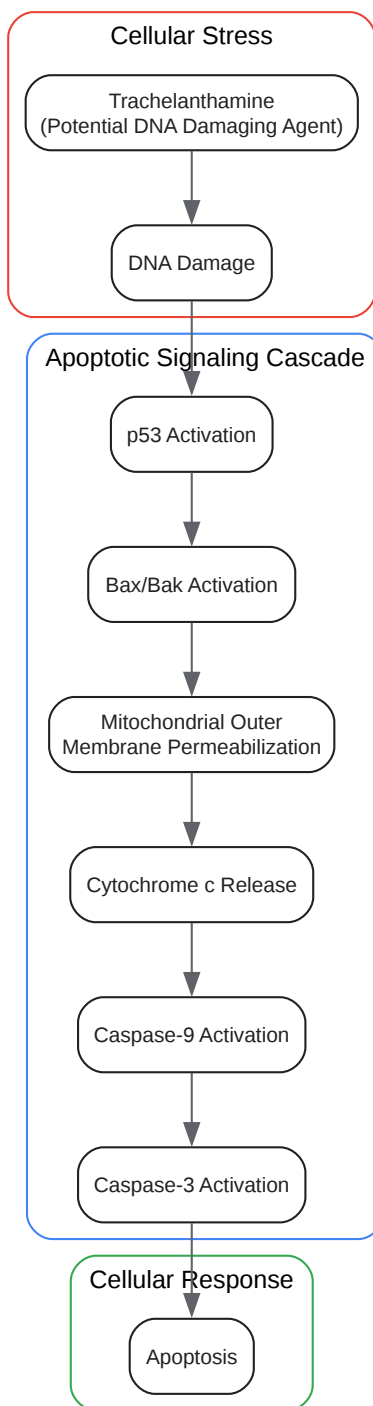 Cellular Stress
Trachelanthamine
(Potential DNA Damaging Agent)
DNA Damage
Apoptotic Signaling Cascade
p53 Activation
Bax/Bak Activation
Mitochondrial Outer
Membrane Permeabilization
Cytochrome c Release
Caspase-9 Activation
Caspase-3 Activation
Cellular Response
Apoptosis